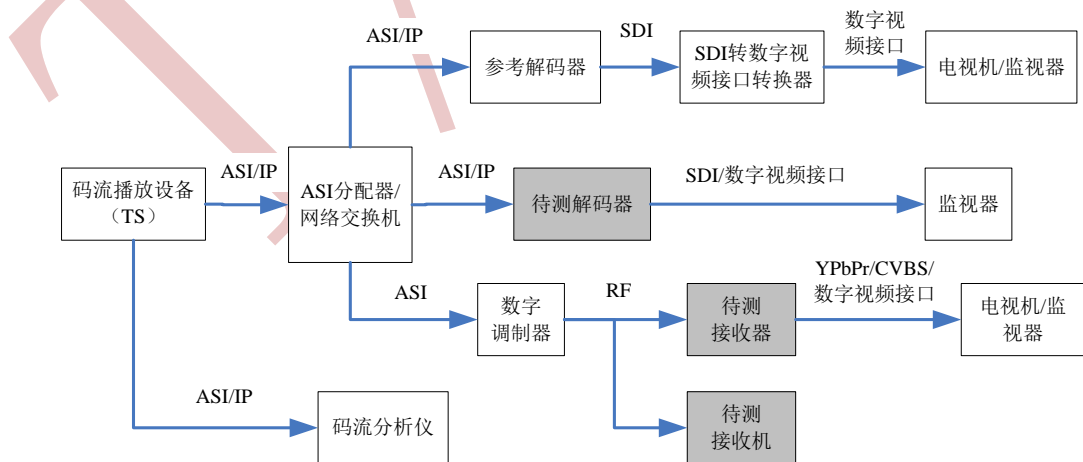 ASI/IP
参考解码器
SDI
SDI转数字视
频接口转换器
数字视
频接口
电视机/监视器
码流播放设备
（TS）
ASI/IP
ASI分配器/
网络交换机
ASI/IP
待测解码器
SDI/数字视频接口
监视器
ASI
数字
调制器
RF
待测
接收器
YPbPr/CVBS/
数字视频接口
电视机/监
视器
待测
接收机
ASI/IP
码流分析仪